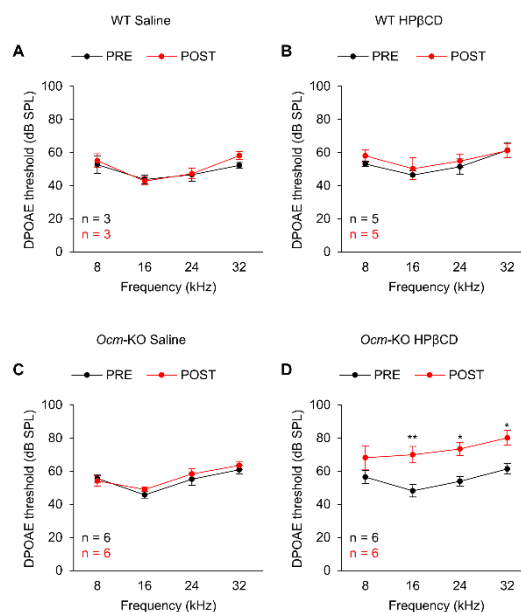 WT Saline
A
PRE POST
DPOAE threshold (dB SPL)
100
80
60
40
20
0
n = 3
n = 3
8 16 24 32
Frequency (kHz)
WT HPβCD
B
PRE POST
DPOAE threshold (dB SPL)
100
80
60
40
20
0
n = 5
n = 5
8 16 24 32
Frequency (kHz)
Ocm-KO Saline
C
PRE POST
DPOAE threshold (dB SPL)
100
80
60
40
20
0
n = 6
n = 6
8 16 24 32
Frequency (kHz)
Ocm-KO HPβCD
D
PRE POST
DPOAE threshold (dB SPL)
100
80
60
40
20
0
** * *
n = 6
n = 6
8 16 24 32
Frequency (kHz)